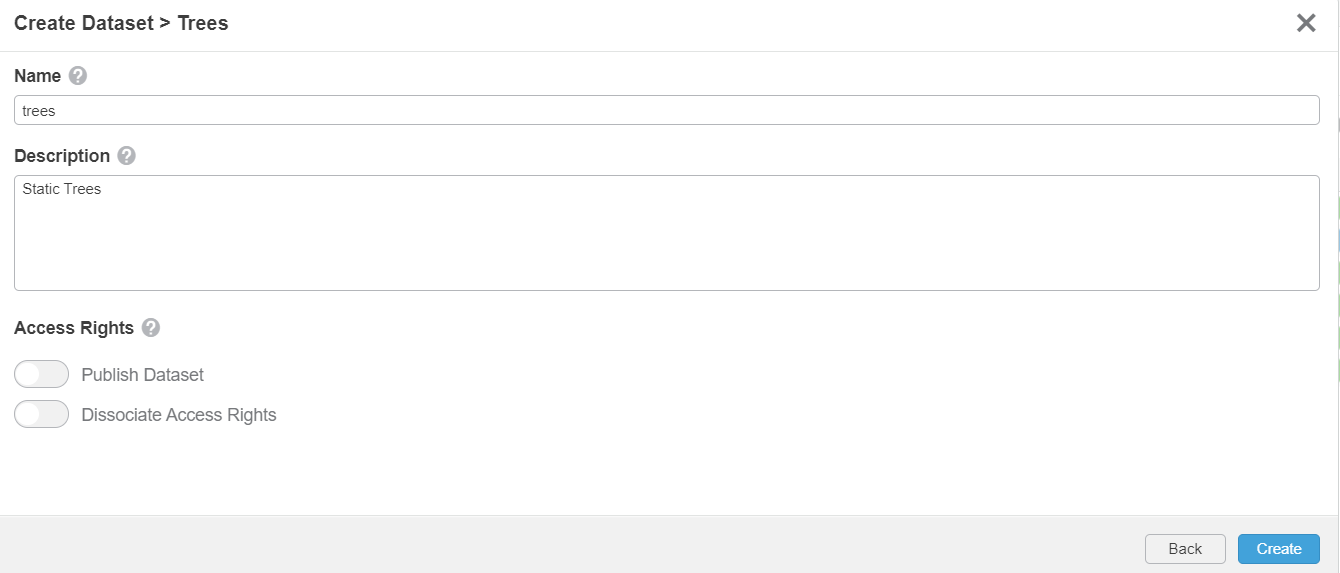 Create Dataset > Trees
Name
trees
Description
Static Trees
Access Rights
Publish Dataset
Dissociate Access Rights
Back Create